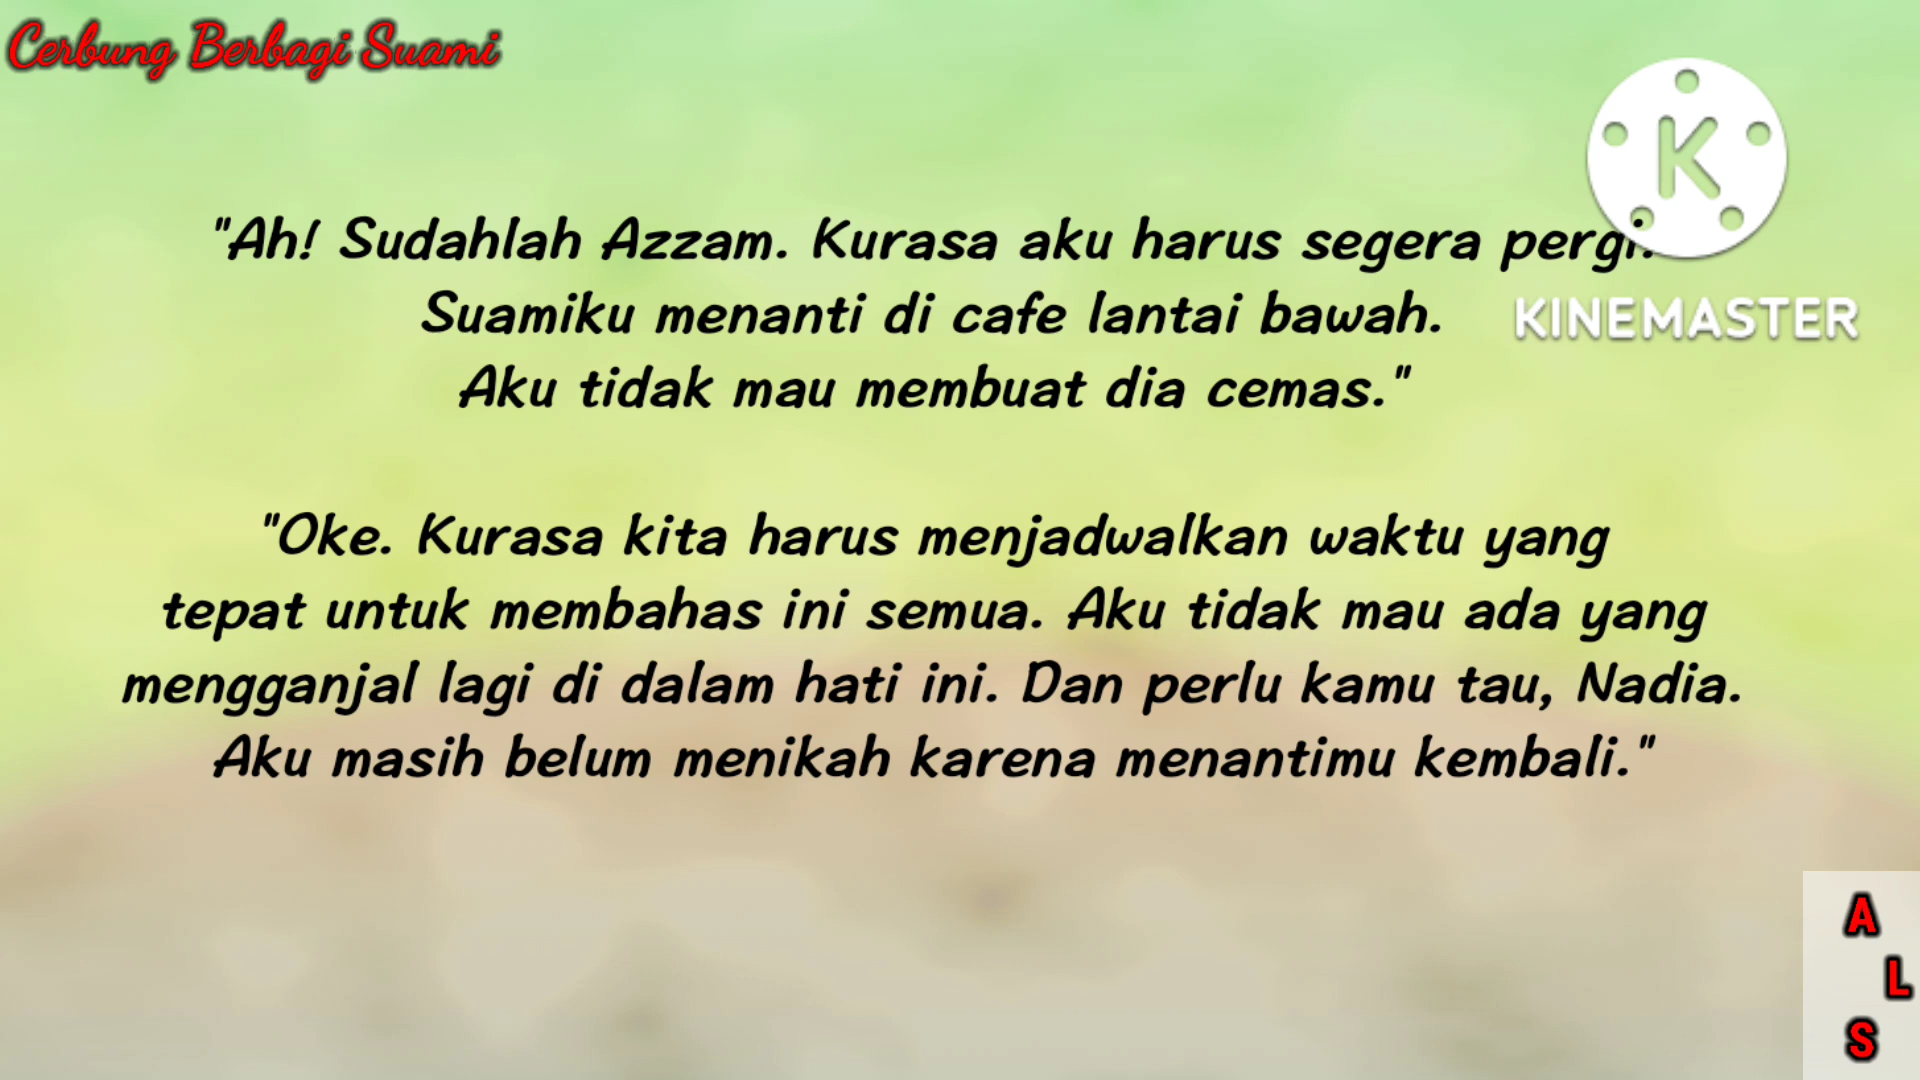 Cerbung Berbagi Suami
"Ah! Sudahlah Azzam. Kurasa aku harus segera pergi.
Suamiku menanti di cafe lantai bawah.
Aku tidak mau membuat dia cemas."
"Oke. Kurasa kita harus menjadwalkan waktu yang
tepat untuk membahas ini semua. Aku tidak mau ada yang
mengganjal lagi di dalam hati ini. Dan perlu kamu tau, Nadia.
Aku masih belum menikah karena menantimu kembali."
K
KINEMASTER
A
L
S